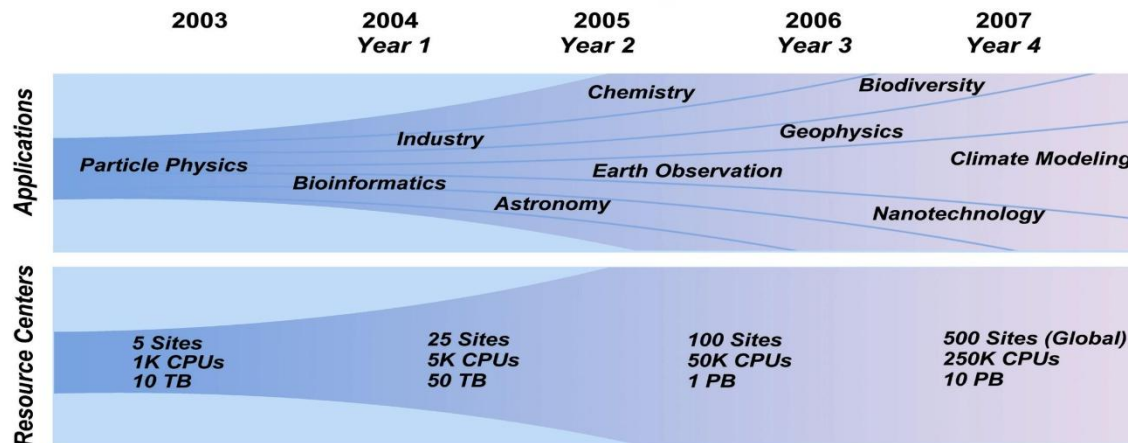 2003 2004 2005 2006 2007
Year 1 Year 2 Year 3 Year 4
Applications
Chemistry
Biodiversity
Industry
Geophysics
Particle Physics
Bioinformatics
Earth Observation
Climate Modeling
Astronomy
Nanotechnology
Resource Centers
5 Sites
1K CPUs
10 TB
25 Sites
5K CPUs
50 TB
100 Sites
50K CPUs
1 PB
500 Sites (Global)
250K CPUs
10 PB